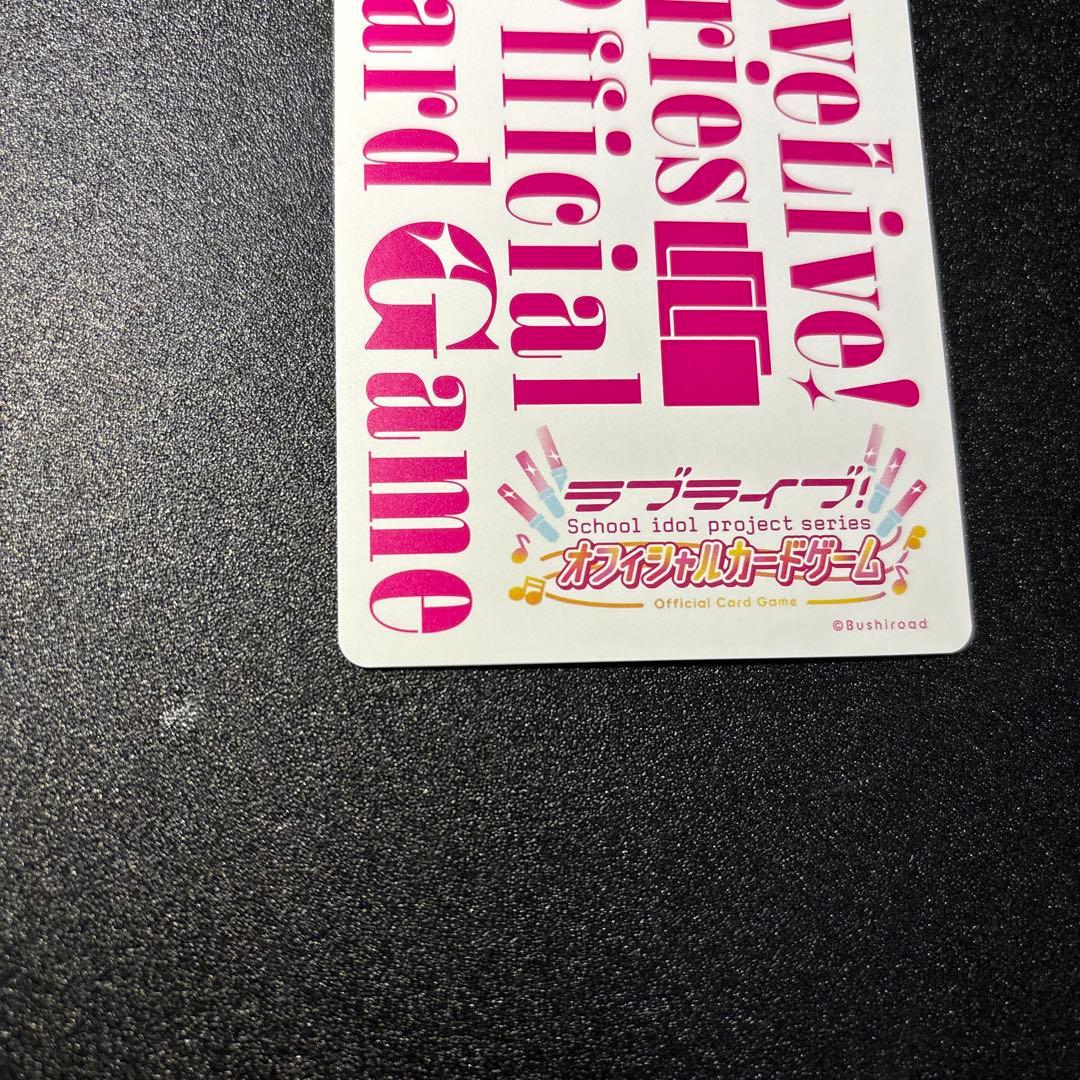 oveLive!
ries
fficial
ard Game
ラブライブ!
School idol project series
オフィシャルカードゲーム
Official Card Game
©Bushiroad